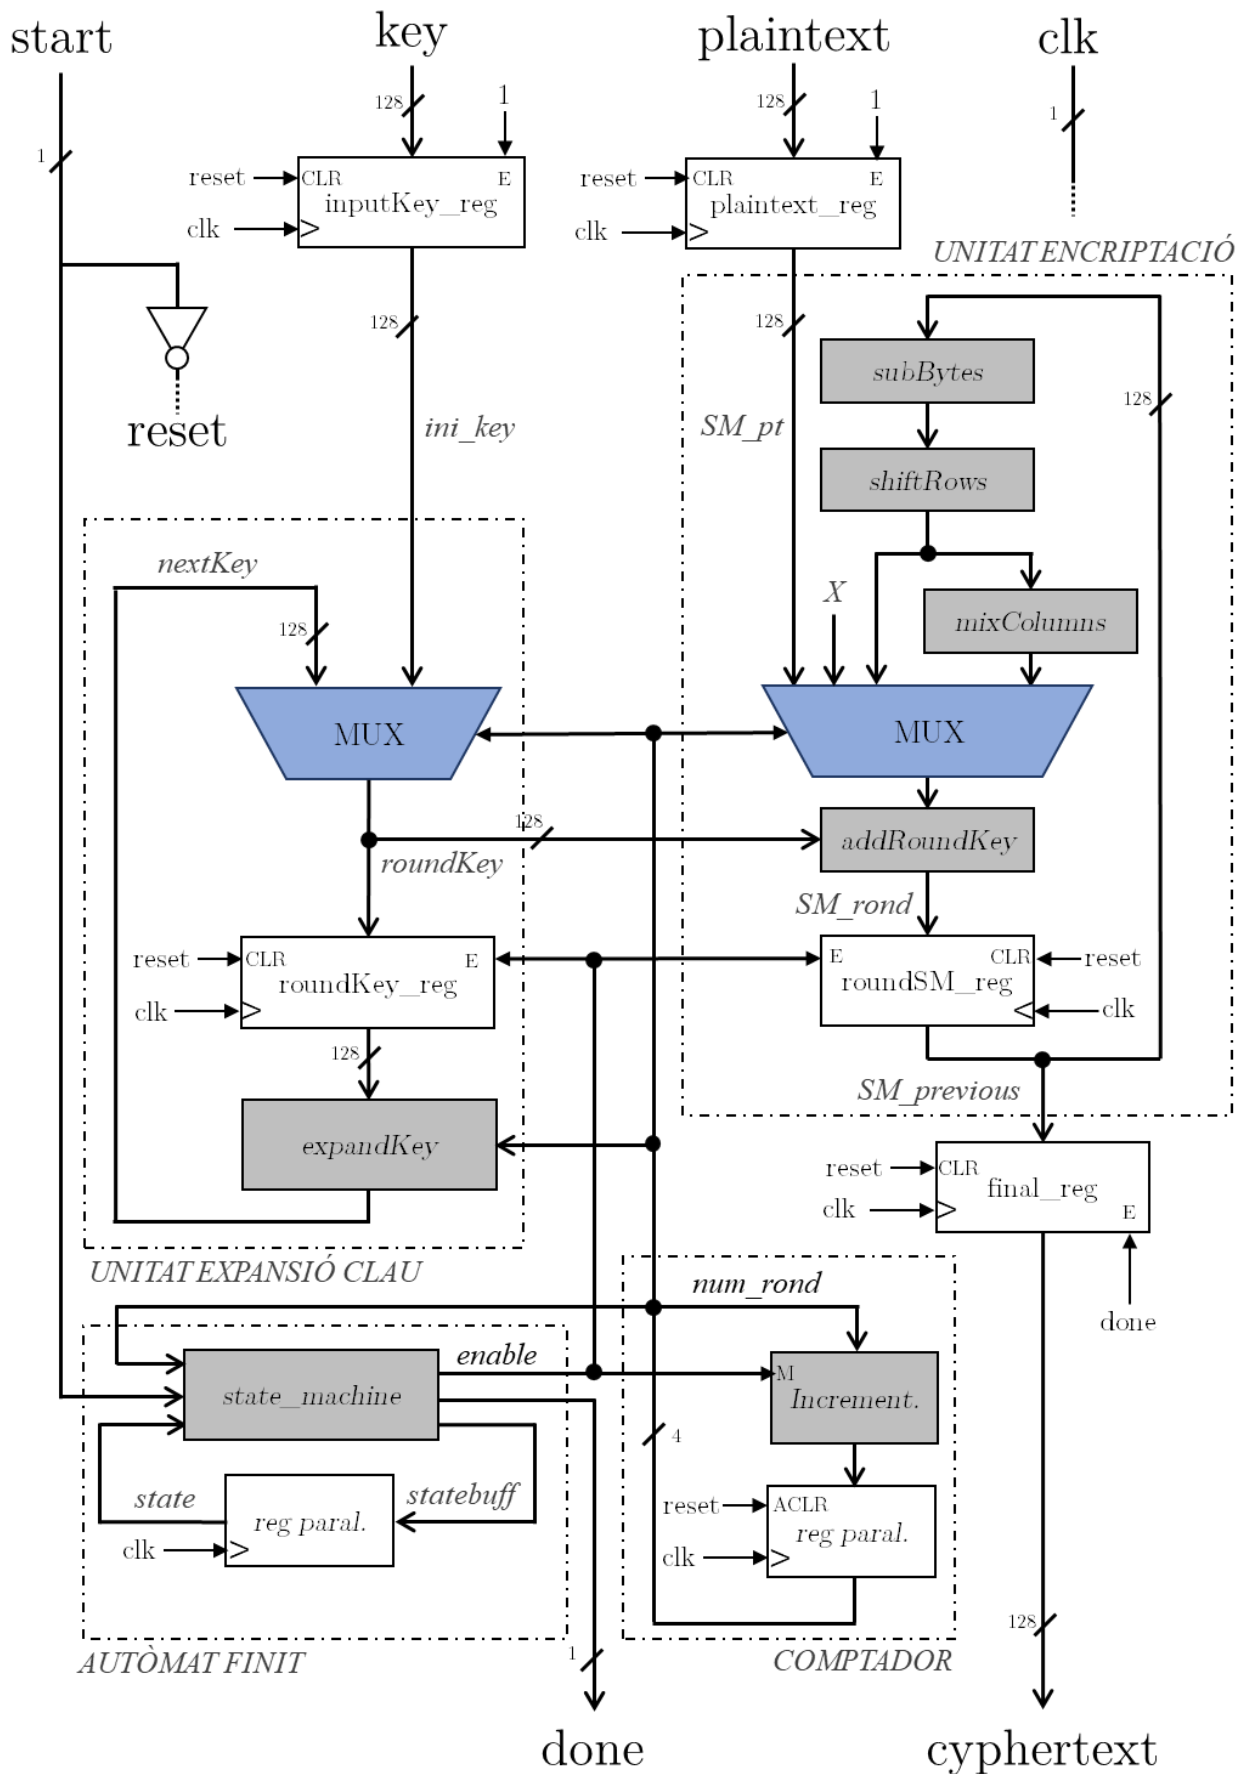 start
key
plaintext
clk
128
1
128
1
1
1
reset
CLR
E
inputKey_reg
clk
reset
CLR
E
plaintext_reg
clk
UNITAT ENCRIPTACIÓ
128
128
subBytes
128
reset
ini_key
SM_pt
shiftRows
nextKey
128
X
mixColumns
MUX
MUX
128
roundKey
addRoundKey
SM_rond
reset
CLR
E
roundKey_reg
clk
E
CLR
reset
roundSM_reg
clk
128
SM_previous
expandKey
reset
CLR
final_reg
clk
E
UNITAT EXPANSIÓ CLAU
num_rond
done
enable
M
state_machine
Increment.
4
state
statebuff
reg paral.
clk
reset
ACLR
reg paral.
clk
128
AUTÒMAT FINIT
1
COMPTADOR
done
cyphertext